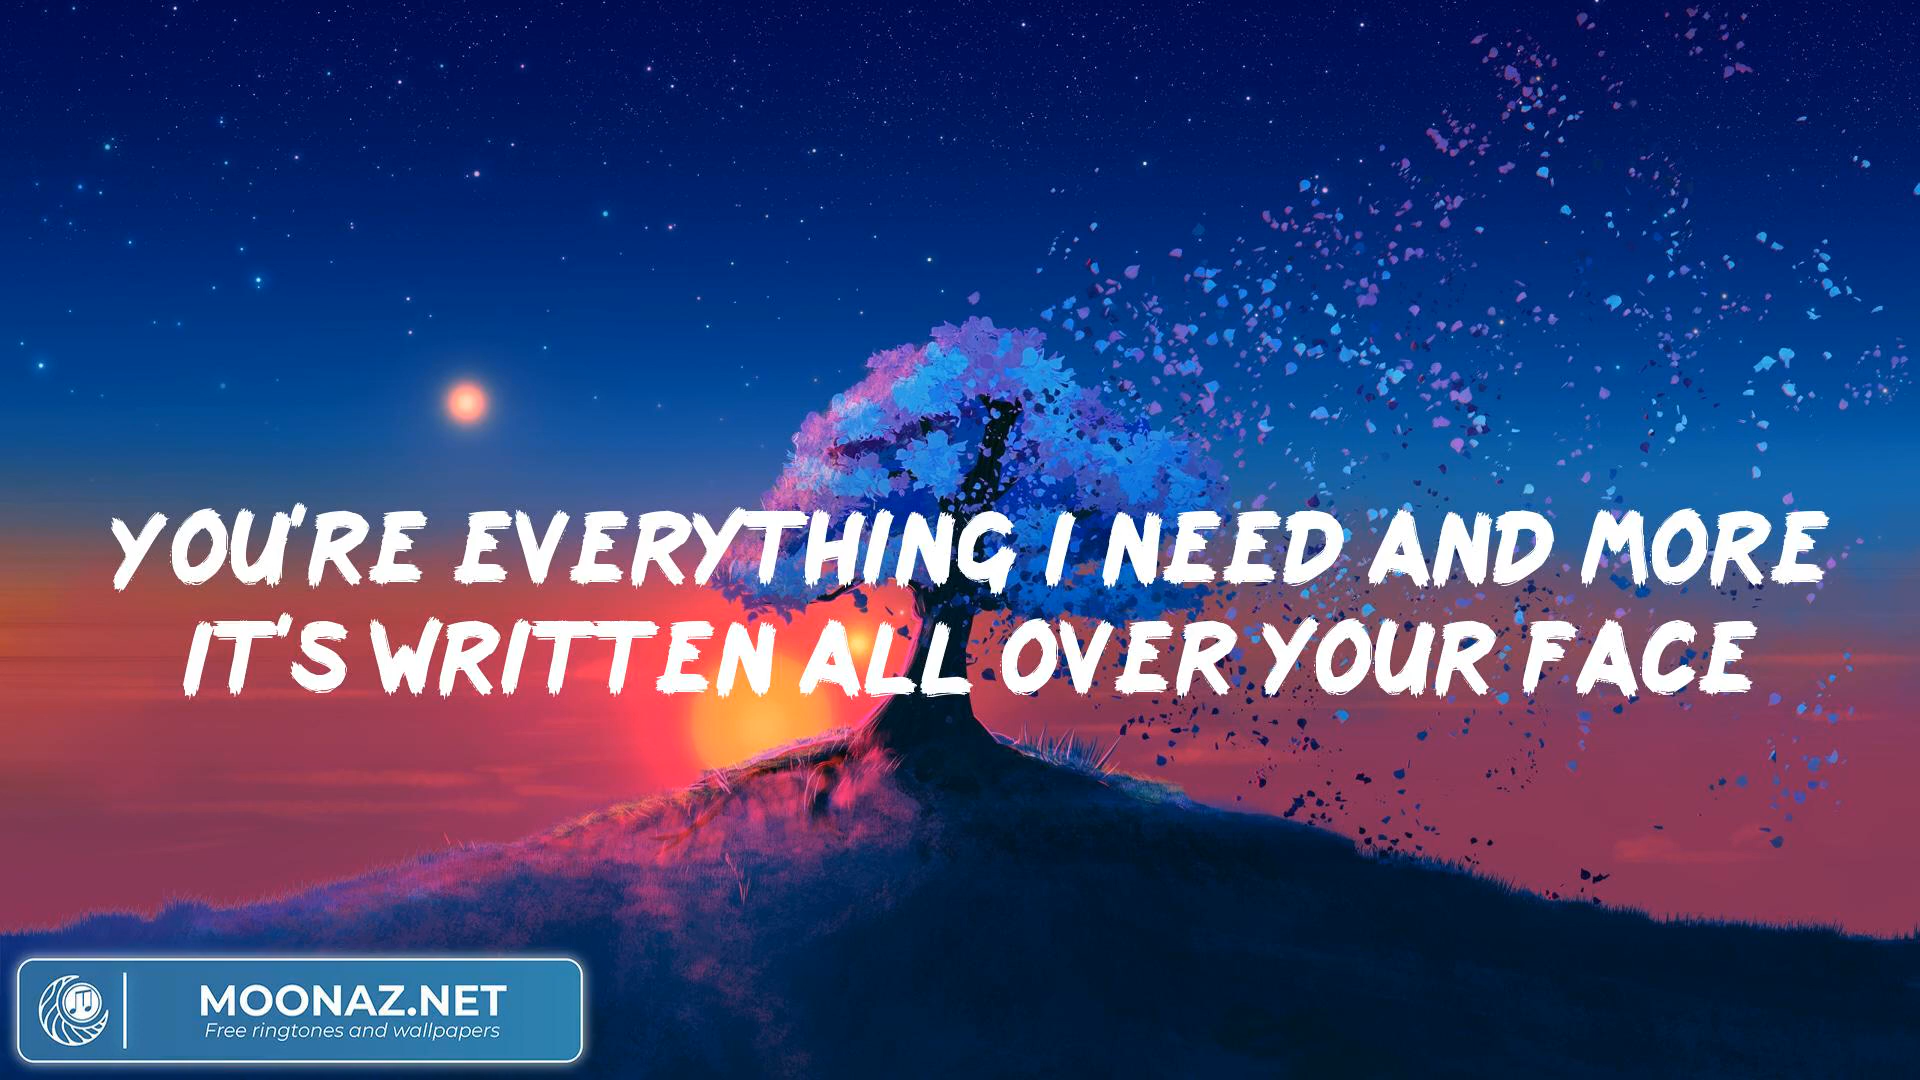 YOU'RE EVERYTHING I NEED AND MORE
IT'S WRITTEN ALL OVER YOUR FACE
MOONAZ.NET
Free ringtones and wallpapers